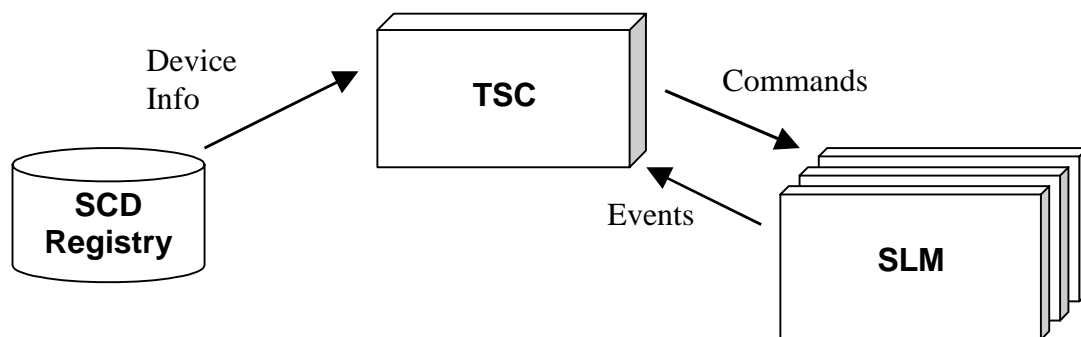 Device
Info
TSC
Commands
SCD
Registry
Events
SLM